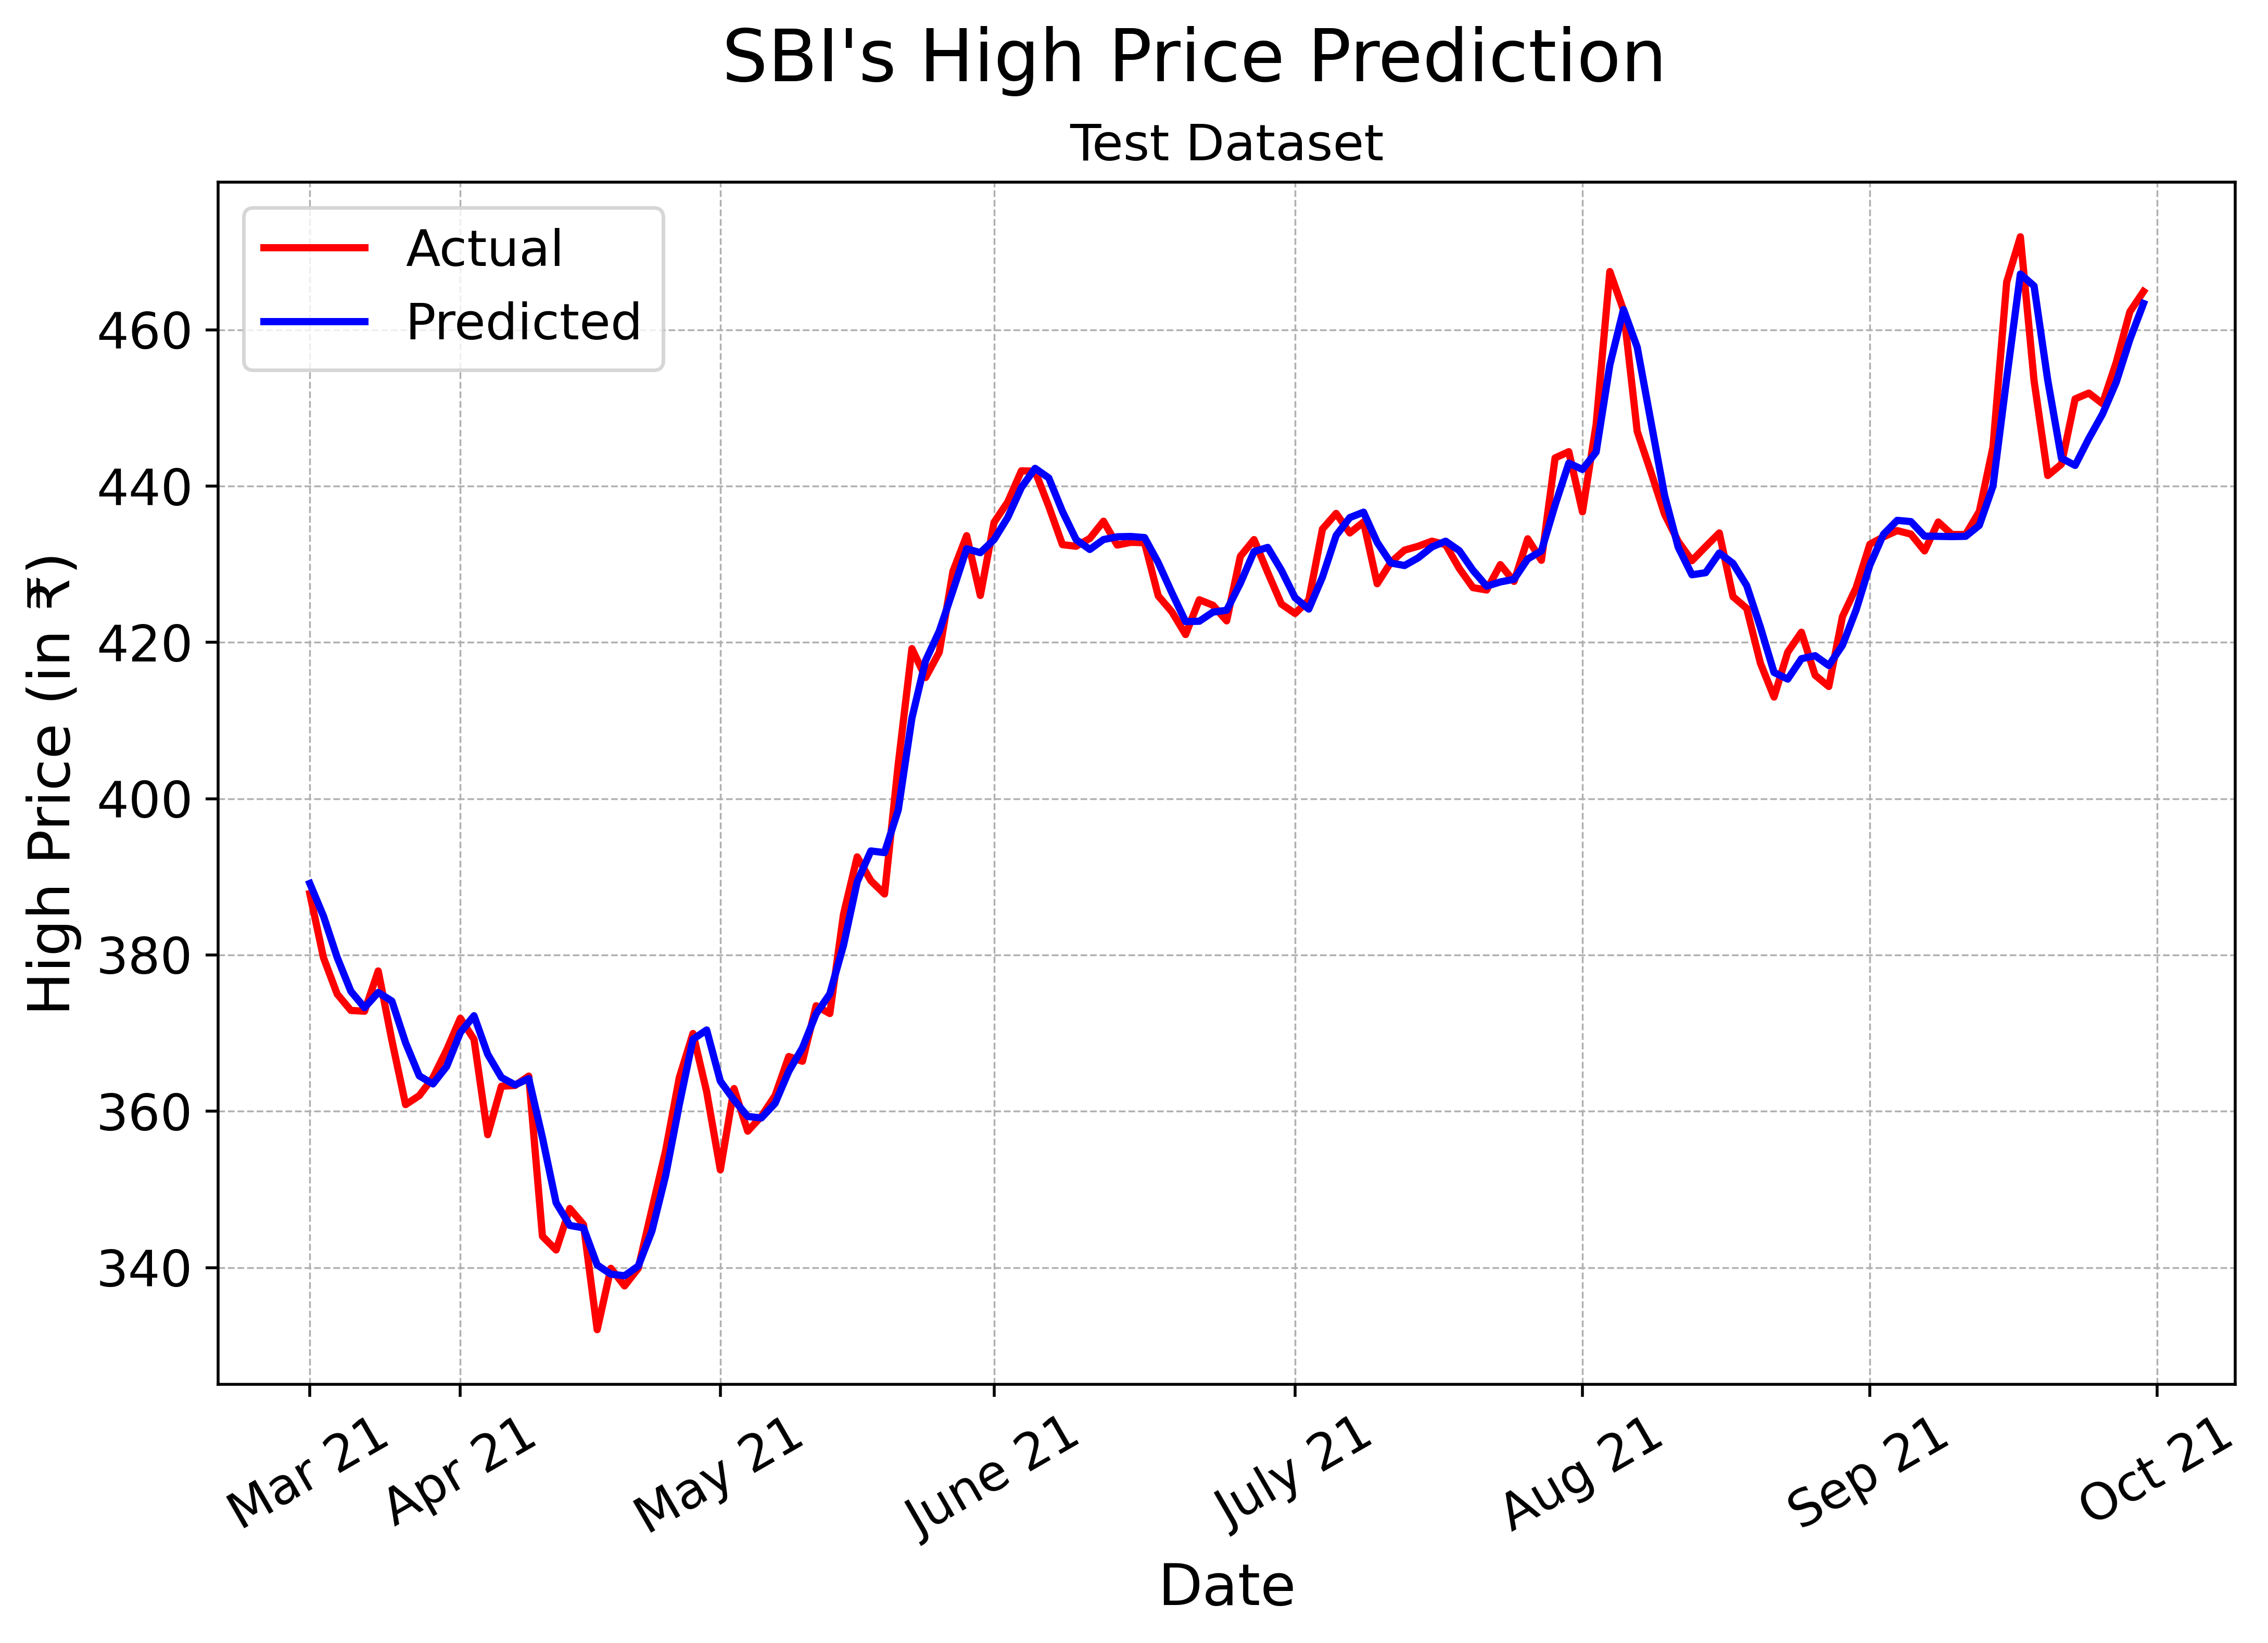 SBI's High Price Prediction
Test Dataset
Actual
Predicted
High Price (in ₹)
460
440
420
400
380
360
340
Mar 21
Apr 21
May 21
June 21
July 21
Aug 21
Sep 21
Oct 21
Date